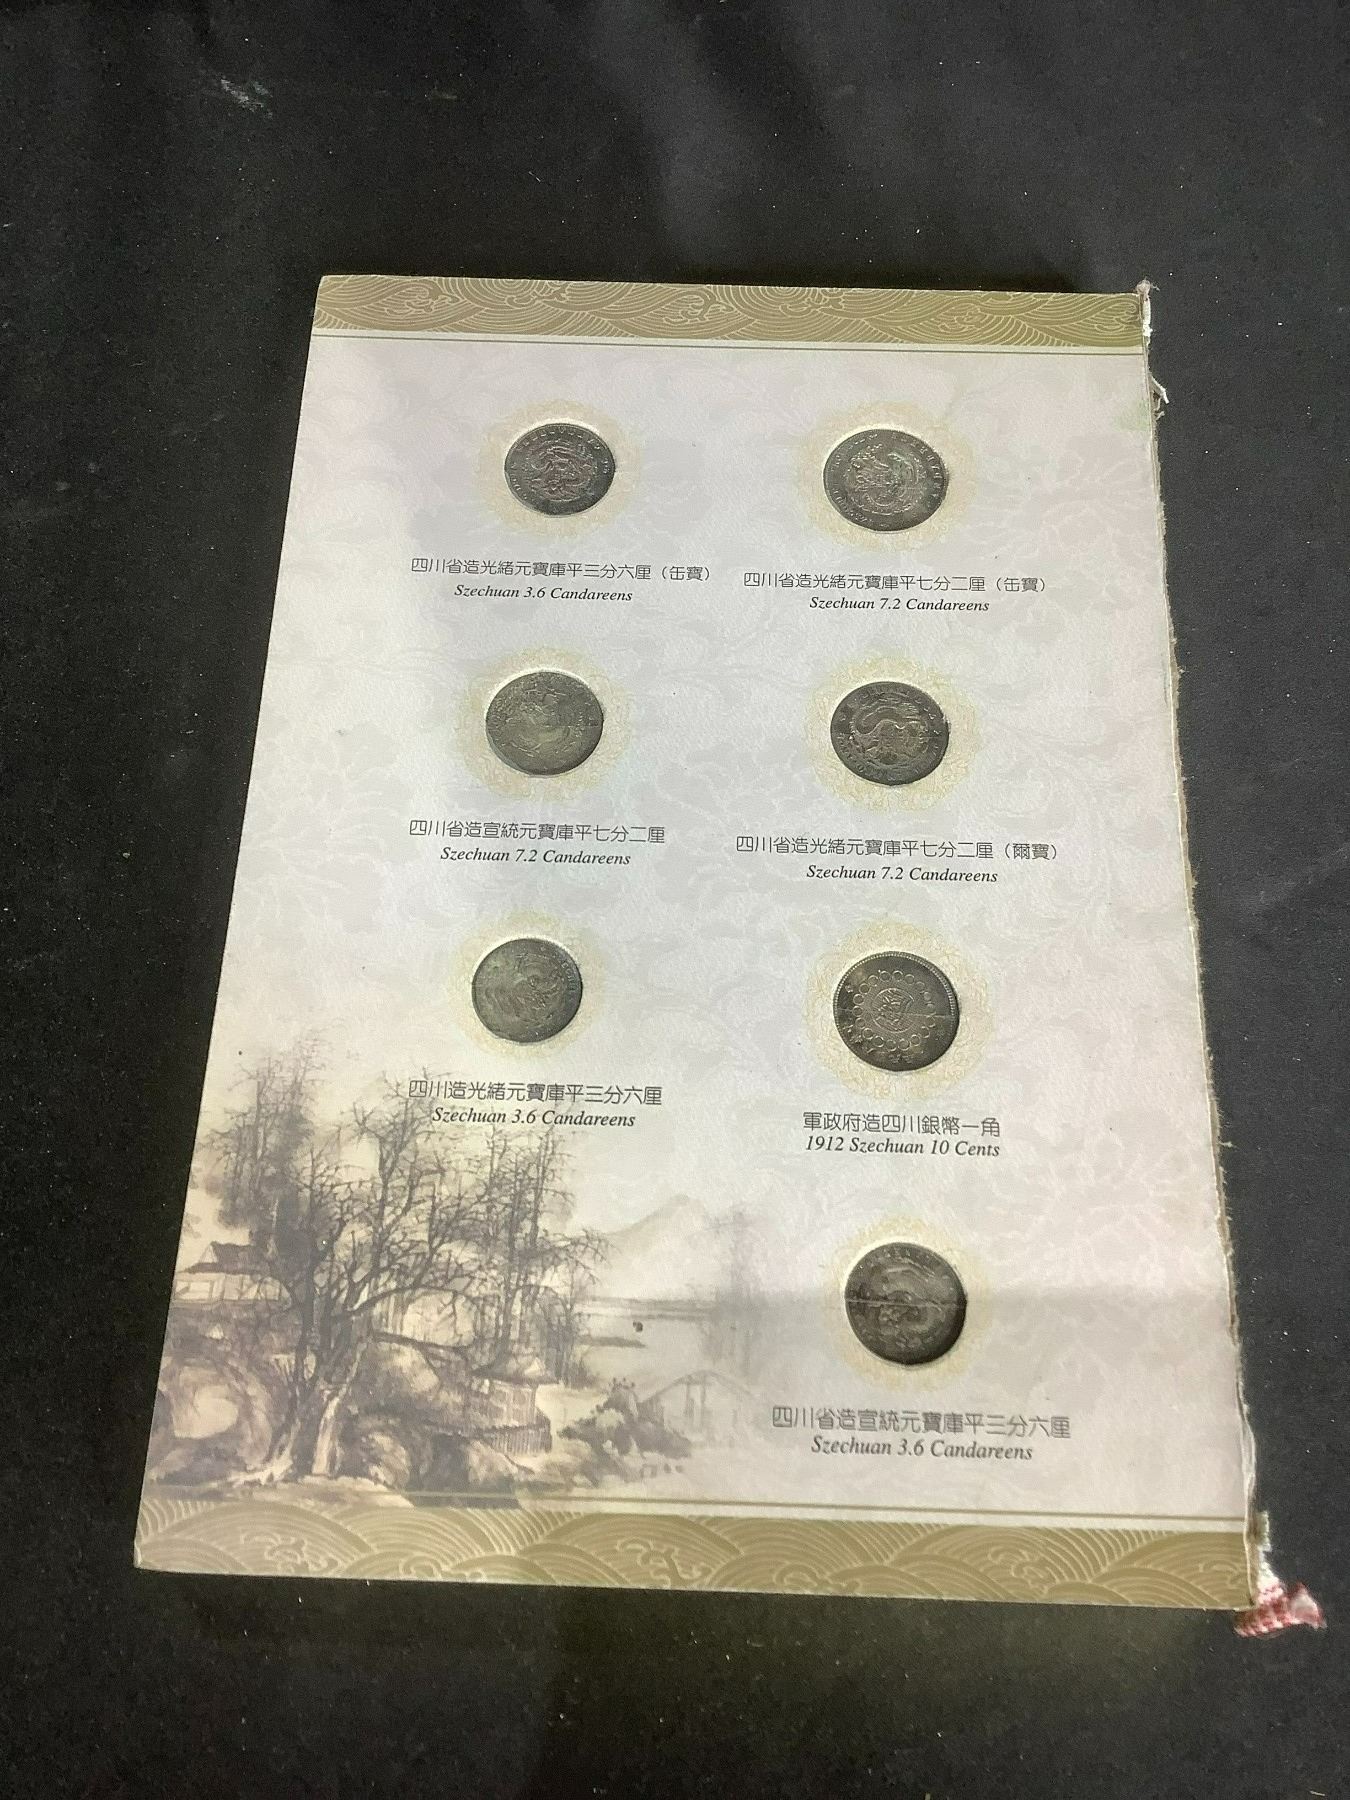 四川省造光緒元寶庫平三分六厘（缶寶）
Szechuan 3.6 Candareens
四川省造光緒元寶庫平七分二厘（缶寶）
Szechuan 7.2 Candareens
四川省造宣統元寶庫平七分二厘
Szechuan 7.2 Candareens
四川省造光緒元寶庫平七分二厘（爾寶）
Szechuan 7.2 Candareens
四川造光緒元寶庫平三分六厘
Szechuan 3.6 Candareens
軍政府造四川銀幣一角
1912 Szechuan 10 Cents
四川省造宣統元寶庫平三分六厘
Szechuan 3.6 Candareens